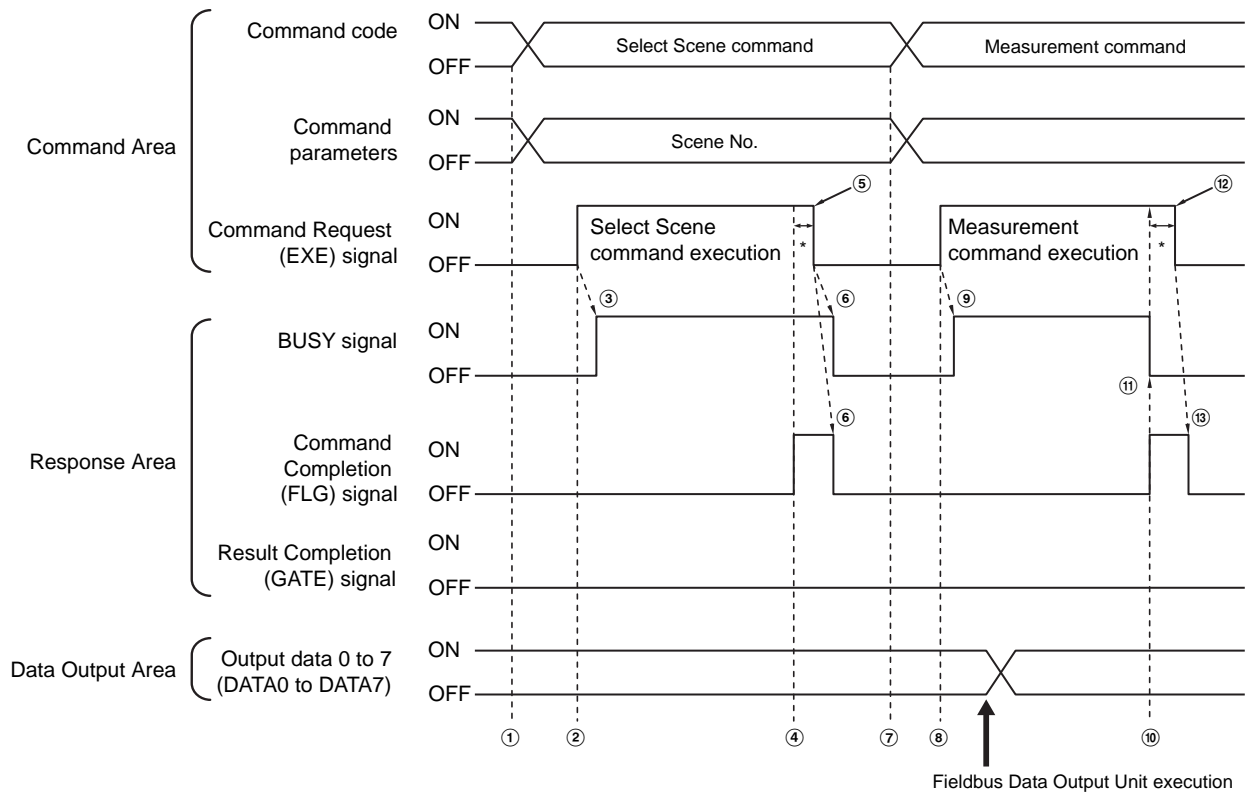 Command code
ON
OFF
Select Scene command
Measurement command
Command Area
Command
parameters
ON
OFF
Scene No.
Command Request
(EXE) signal
ON
OFF
Select Scene
command execution
*
⑤
Measurement
command execution
*
⑫
Response Area
BUSY signal
ON
OFF
③
⑥
⑨
⑪
Command
Completion
(FLG) signal
ON
OFF
⑥
⑬
Result Completion
(GATE) signal
ON
OFF
Data Output Area
Output data 0 to 7
(DATA0 to DATA7)
ON
OFF
① ② ④ ⑦ ⑧ ⑩
Fieldbus Data Output Unit execution